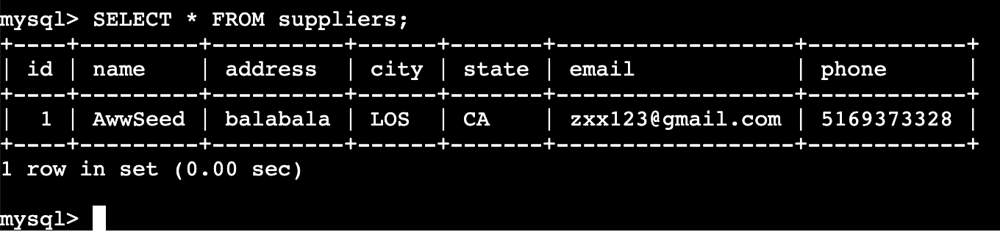 mysql> SELECT * FROM suppliers;
+----+---------+----------+------+-------+------------------+------------+
| id | name    | address  | city | state | email            | phone      |
+----+---------+----------+------+-------+------------------+------------+
|  1 | AwwSeed | balabala | LOS  | CA    | zxx123@gmail.com | 5169373328 |
+----+---------+----------+------+-------+------------------+------------+
1 row in set (0.00 sec)
mysql>